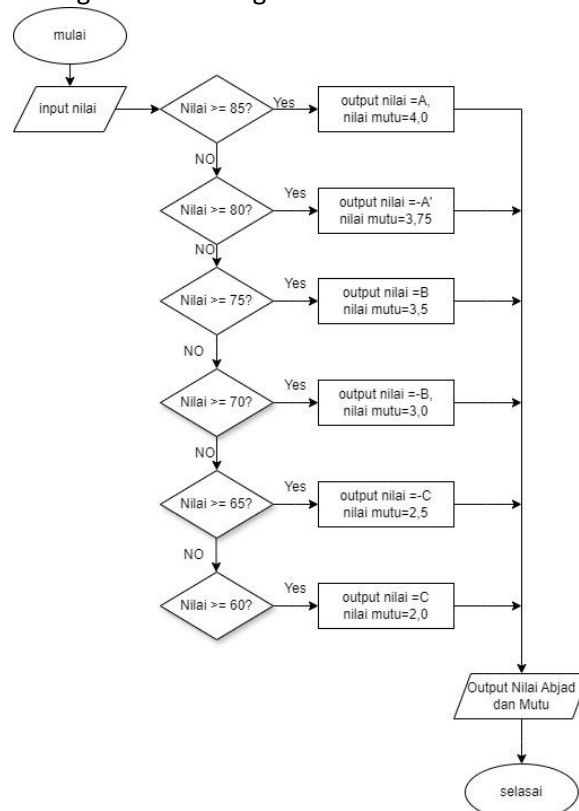 mulai
input nilai
Nilai >= 85?
Yes
output nilai =A,
nilai mutu=4,0
NO
Nilai >= 80?
Yes
output nilai =-A'
nilai mutu=3,75
NO
Nilai >= 75?
Yes
output nilai =B
nilai mutu=3,5
NO
Nilai >= 70?
Yes
output nilai =-B,
nilai mutu=3,0
NO
Nilai >= 65?
Yes
output nilai =-C
nilai mutu=2,5
NO
Nilai >= 60?
Yes
output nilai =C
nilai mutu=2,0
Output Nilai Abjad
dan Mutu
selasai